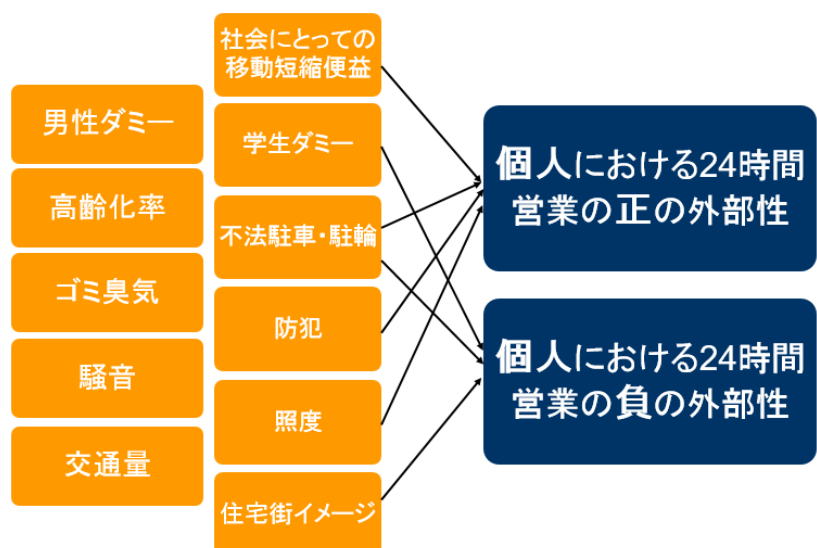 男性ダミー
高齢化率
ゴミ臭気
騒音
交通量
社会にとっての
移動短縮便益
学生ダミー
不法駐車・駐輪
防犯
照度
住宅街イメージ
個人における24時間
営業の正の外部性
個人における24時間
営業の負の外部性